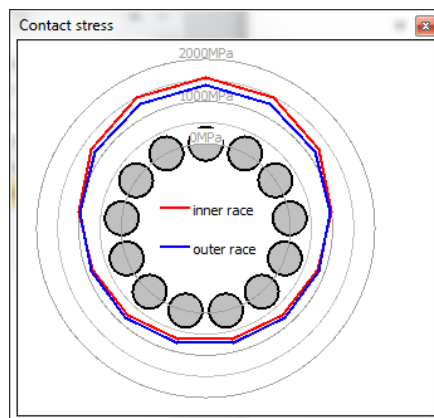 Contact stress
2000MPa
1000MPa
0MPa
inner race
outer race